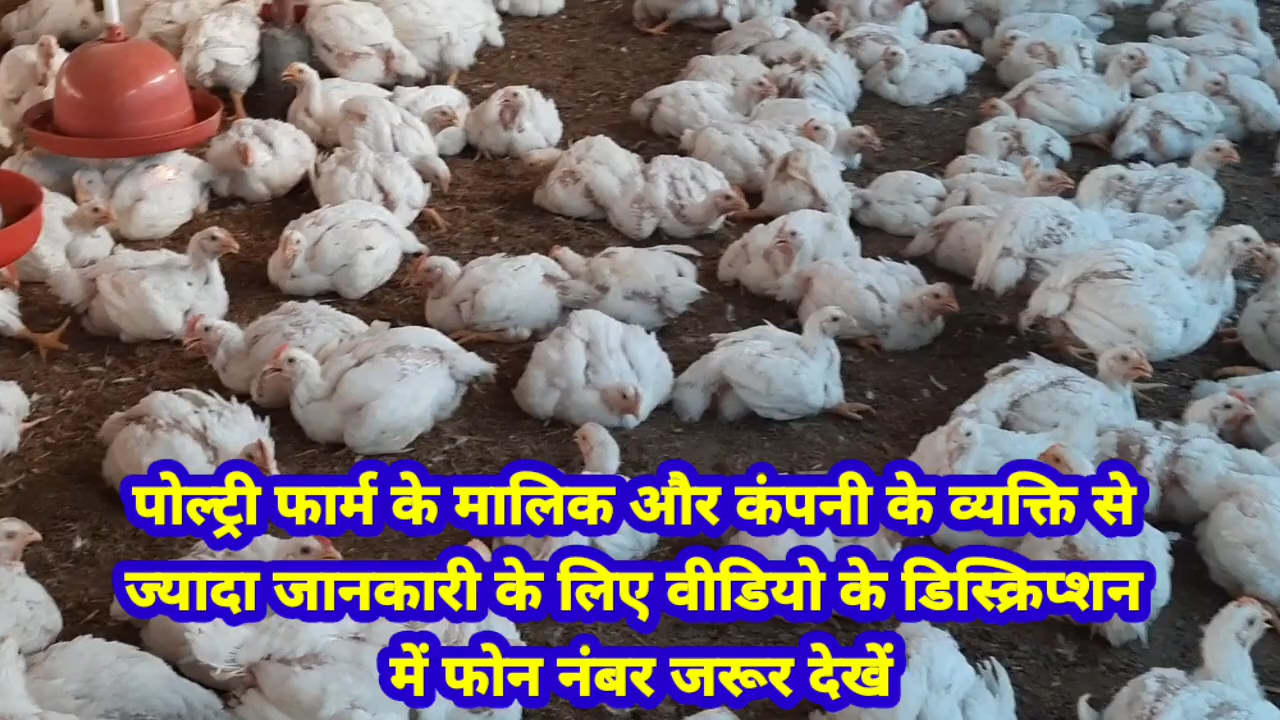 पोल्ट्री फार्म के मालिक और कंपनी के व्यक्ति से
ज्यादा जानकारी के लिए वीडियो के डिस्क्रिप्शन
में फोन नंबर जरूर देखें